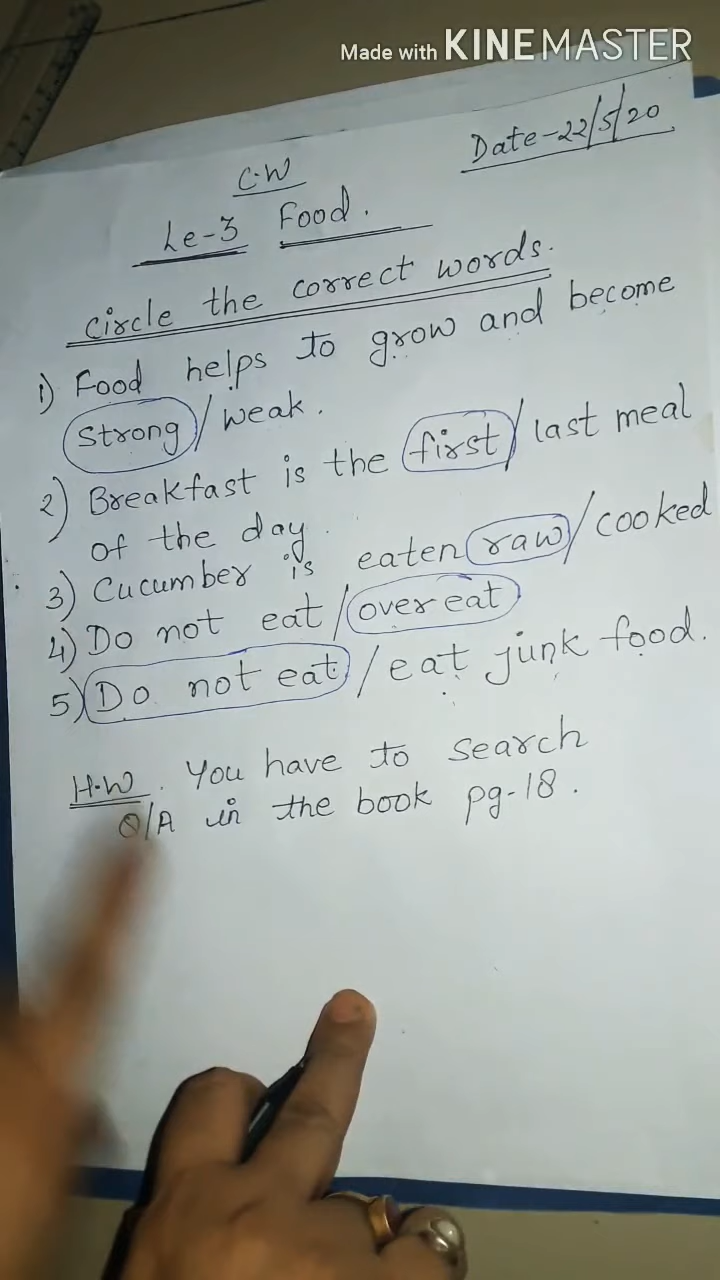 Made with KINEMASTER
Date-22/5/20
C.W
Le-3 Food.
Circle the correct words.
1) Food helps to grow and become
strong/weak.
2) Breakfast is the first/last meal
of the day.
3) Cucumber is eaten raw/cooked
4) Do not eat/over eat
5) Do not eat/eat junk food.
H.W. You have to search
Q/A in the book pg-18.